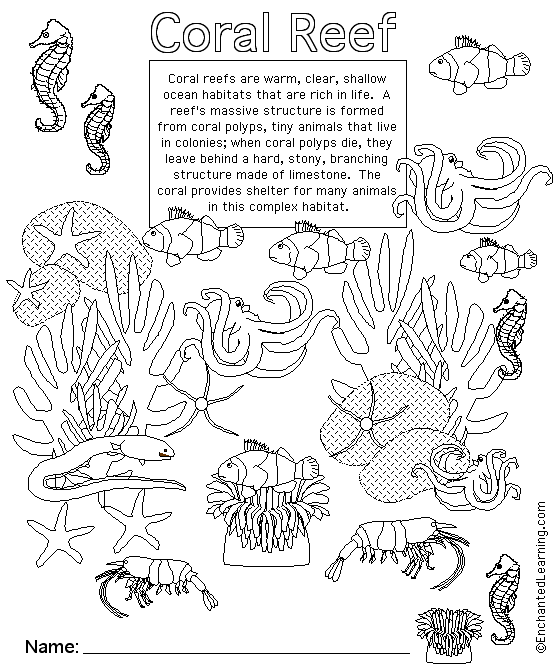 Coral Reef
Coral reefs are warm, clear, shallow
ocean habitats that are rich in life.  A
reef's massive structure is formed
from coral polyps, tiny animals that live
in colonies; when coral polyps die, they
leave behind a hard, stony, branching
structure made of limestone.  The
coral provides shelter for many animals
in this complex habitat.
©EnchantedLearning.com
Name: